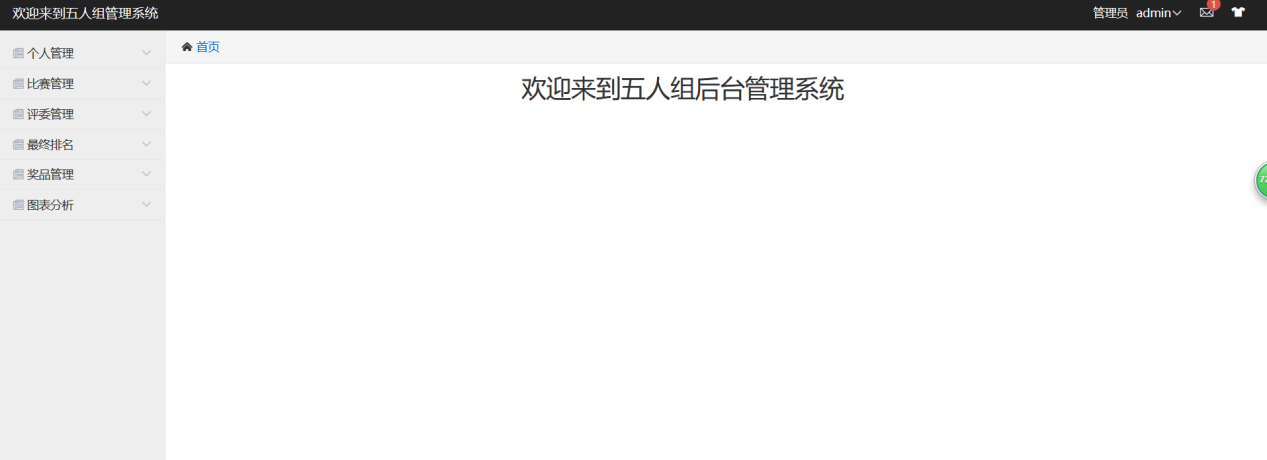 欢迎来到五人组管理系统
管理员 admin
1
个人管理
首页
比赛管理
欢迎来到五人组后台管理系统
评委管理
最终排名
奖品管理
图表分析